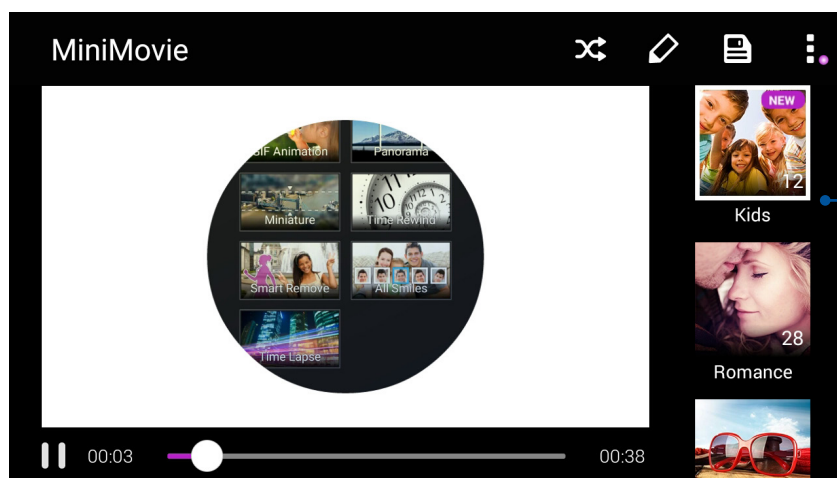 MiniMovie
NEW
12
Kids
28
Romance
GIF Animation
Panorama
Miniature
Time Rewind
Smart Remove
All Smiles
Time Lapse
00:03
00:38